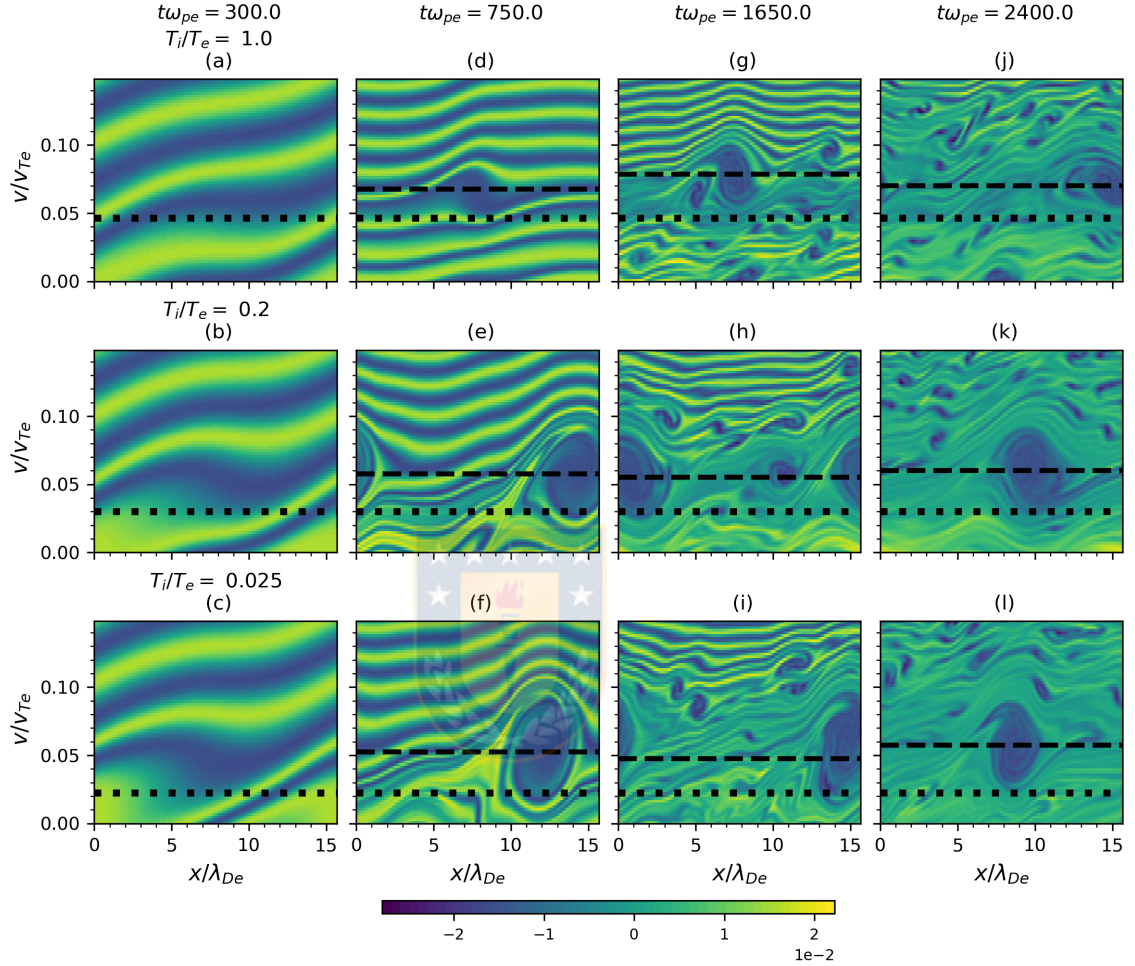 tω_pe = 300.0 tω_pe = 750.0 tω_pe = 1650.0 tω_pe = 2400.0
T_i/T_e = 1.0
(a) (d) (g) (j)
v/v_Te
0.10
0.05
0.00
T_i/T_e = 0.2
(b) (e) (h) (k)
v/v_Te
0.10
0.05
0.00
T_i/T_e = 0.025
(c) (f) (i) (l)
v/v_Te
0.10
0.05
0.00
0 5 10 15 0 5 10 15 0 5 10 15 0 5 10 15
x/λ_De x/λ_De x/λ_De x/λ_De
−2 −1 0 1 2
1e−2